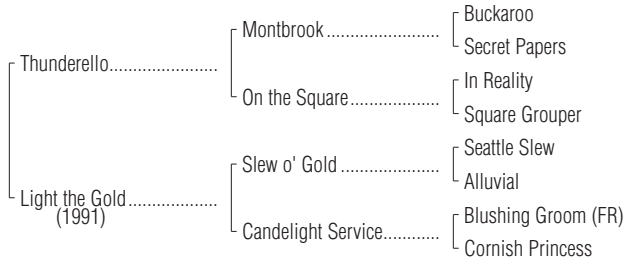 Buckaroo
Montbrook
Secret Papers
Thunderello
In Reality
On the Square
Square Grouper
Seattle Slew
Slew o' Gold
Alluvial
Light the Gold
(1991)
Blushing Groom (FR)
Candelight Service
Cornish Princess